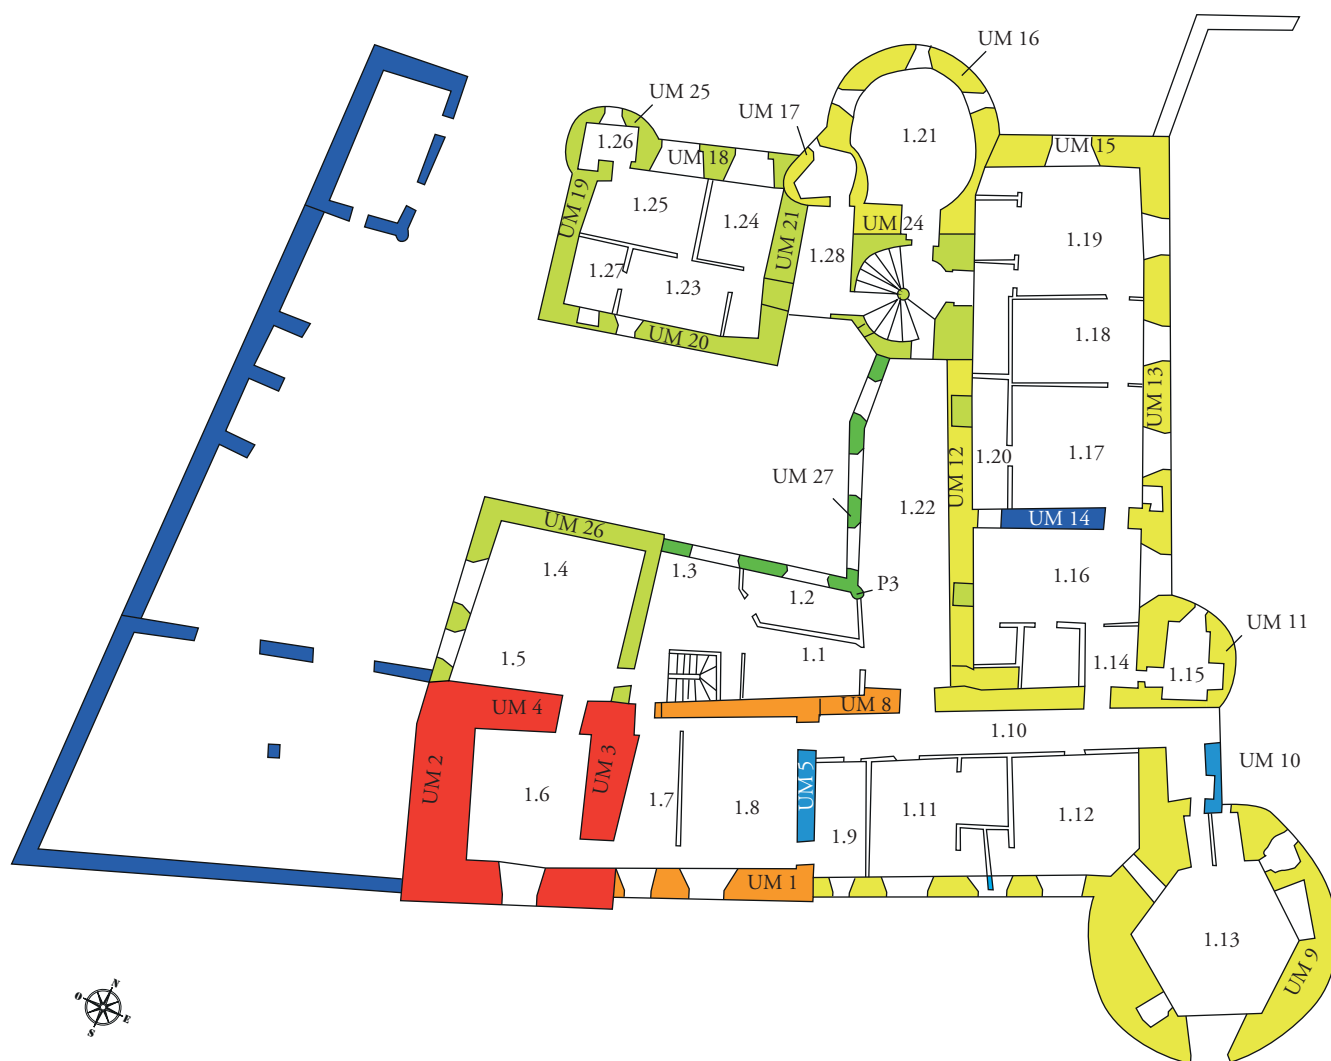 UM 16
UM 25
UM 17
1.21
1.26
UM 18
UM 15
UM 19
1.25
1.24
UM 21
UM 24
1.28
1.19
1.27
1.23
UM 20
1.18
UM 13
UM 12
1.20
1.17
UM 27
1.22
UM 14
UM 26
1.4
1.3
1.2
P3
1.16
UM 11
1.5
1.1
1.14
1.15
UM 4
UM 8
1.10
UM 2
UM 3
UM 5
UM 10
1.6
1.7
1.8
1.9
1.11
1.12
UM 1
1.13
UM 9
N
O
E
S